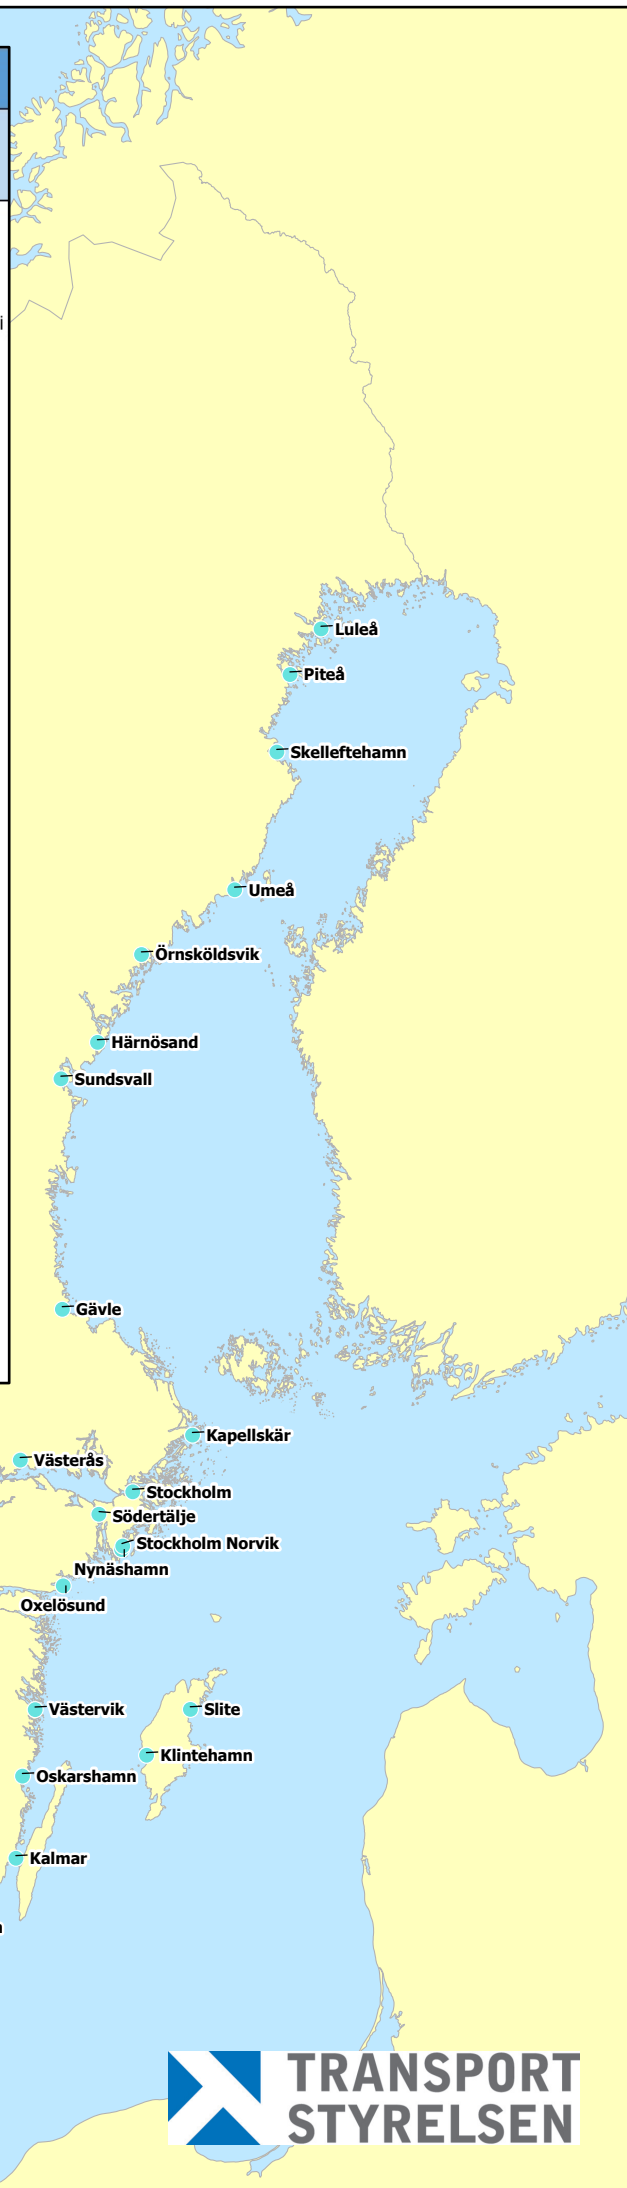 Luleå
Piteå
Skelleftehamn
Umeå
Örnsköldsvik
Härnösand
Sundsvall
Gävle
Kapellskär
Västerås
Stockholm
Södertälje
Stockholm Norvik
Nynäshamn
Oxelösund
Västervik
Slite
Klintehamn
Oskarshamn
Kalmar
TRANSPORT
STYRELSEN